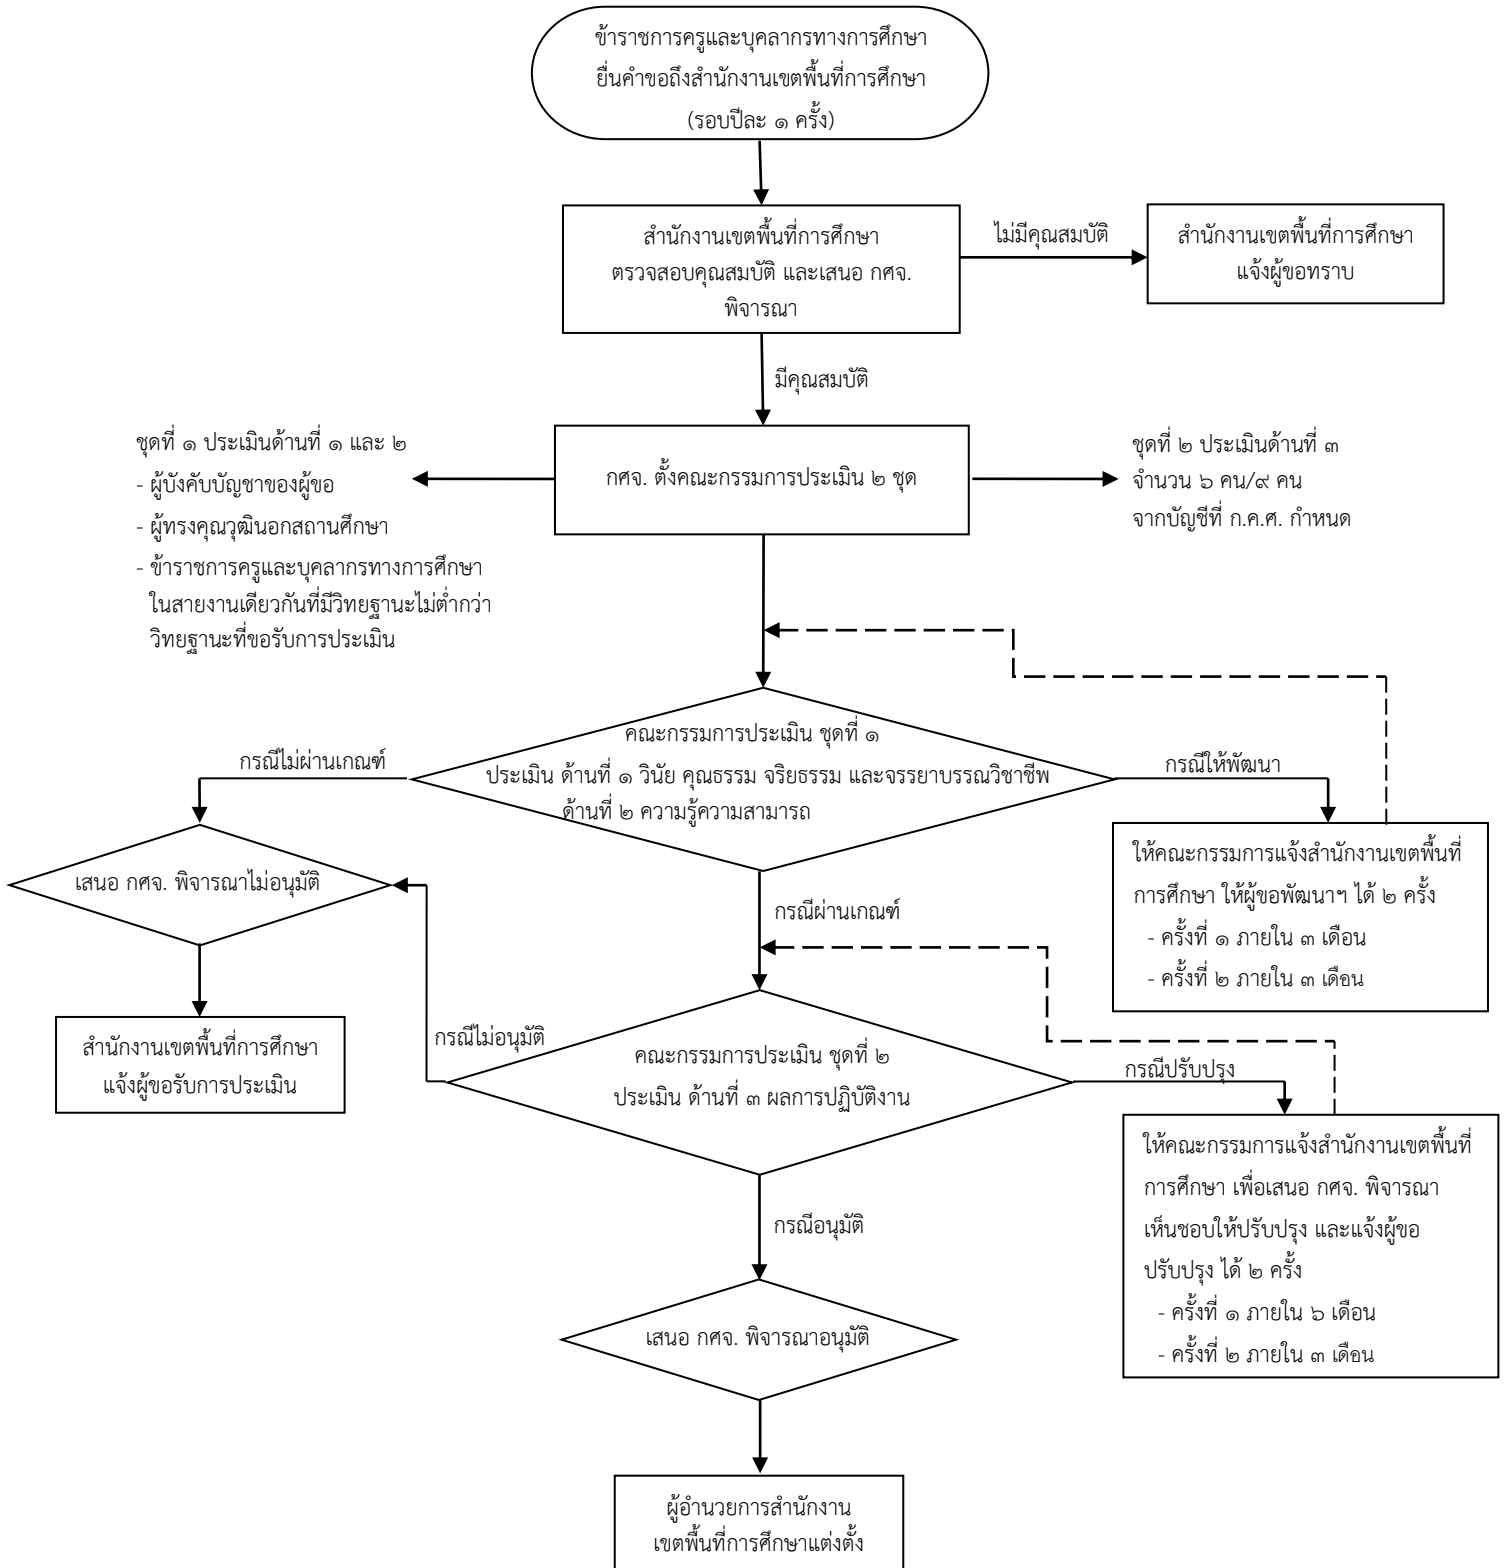 ข้าราชการครูและบุคลากรทางการศึกษา
ยื่นคำขอถึงสำนักงานเขตพื้นที่การศึกษา
(รอบปีละ ๑ ครั้ง)
สำนักงานเขตพื้นที่การศึกษา
ตรวจสอบคุณสมบัติ และเสนอ กศจ.
พิจารณา
ไม่มีคุณสมบัติ
สำนักงานเขตพื้นที่การศึกษา
แจ้งผู้ขอทราบ
มีคุณสมบัติ
ชุดที่ ๑ ประเมินด้านที่ ๑ และ ๒
- ผู้บังคับบัญชาของผู้ขอ
- ผู้ทรงคุณวุฒินอกสถานศึกษา
- ข้าราชการครูและบุคลากรทางการศึกษา
ในสายงานเดียวกันที่มีวิทยฐานะไม่ต่ำกว่า
วิทยฐานะที่ขอรับการประเมิน
กศจ. ตั้งคณะกรรมการประเมิน ๒ ชุด
ชุดที่ ๒ ประเมินด้านที่ ๓
จำนวน ๖ คน/๙ คน
จากบัญชีที่ ก.ค.ศ. กำหนด
คณะกรรมการประเมิน ชุดที่ ๑
ประเมิน ด้านที่ ๑ วินัย คุณธรรม จริยธรรม และจรรยาบรรณวิชาชีพ
ด้านที่ ๒ ความรู้ความสามารถ
กรณีไม่ผ่านเกณฑ์
กรณีให้พัฒนา
เสนอ กศจ. พิจารณาไม่อนุมัติ
ให้คณะกรรมการแจ้งสำนักงานเขตพื้นที่
การศึกษา ให้ผู้ขอพัฒนาฯ ได้ ๒ ครั้ง
- ครั้งที่ ๑ ภายใน ๓ เดือน
- ครั้งที่ ๒ ภายใน ๓ เดือน
กรณีผ่านเกณฑ์
สำนักงานเขตพื้นที่การศึกษา
แจ้งผู้ขอรับการประเมิน
กรณีไม่อนุมัติ
คณะกรรมการประเมิน ชุดที่ ๒
ประเมิน ด้านที่ ๓ ผลการปฏิบัติงาน
กรณีปรับปรุง
ให้คณะกรรมการแจ้งสำนักงานเขตพื้นที่
การศึกษา เพื่อเสนอ กศจ. พิจารณา
เห็นชอบให้ปรับปรุง และแจ้งผู้ขอ
ปรับปรุง ได้ ๒ ครั้ง
- ครั้งที่ ๑ ภายใน ๖ เดือน
- ครั้งที่ ๒ ภายใน ๓ เดือน
กรณีอนุมัติ
เสนอ กศจ. พิจารณาอนุมัติ
ผู้อำนวยการสำนักงาน
เขตพื้นที่การศึกษาแต่งตั้ง